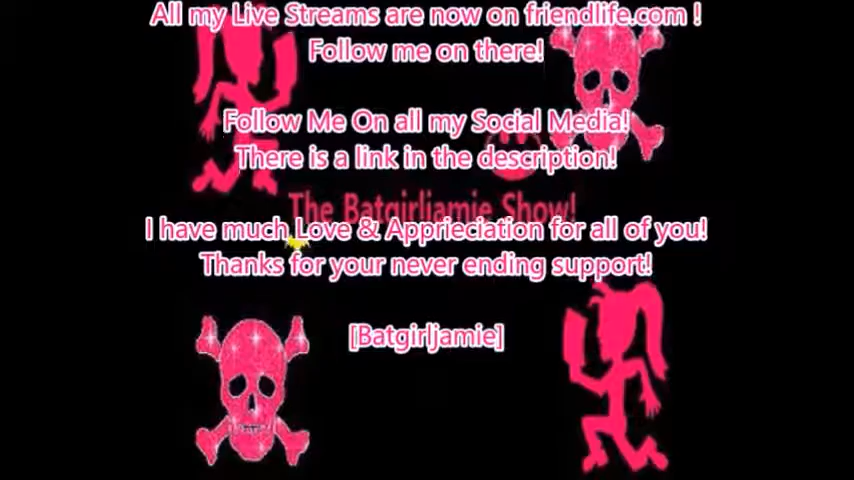 All my Live Streams are now on friendlife.com !
Follow me on there!
Follow Me On all my Social Media!
There is a link in the description!
The Batgirljamie Show!
I have much Love & Apprieciation for all of you!
Thanks for your never ending support!
[Batgirljamie]